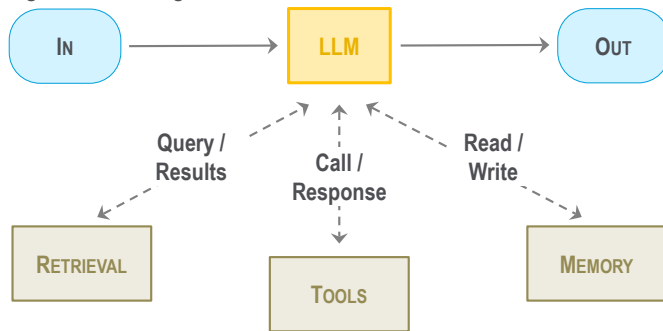 IN
LLM
OUT
Query /
Results
Call /
Response
Read /
Write
RETRIEVAL
TOOLS
MEMORY